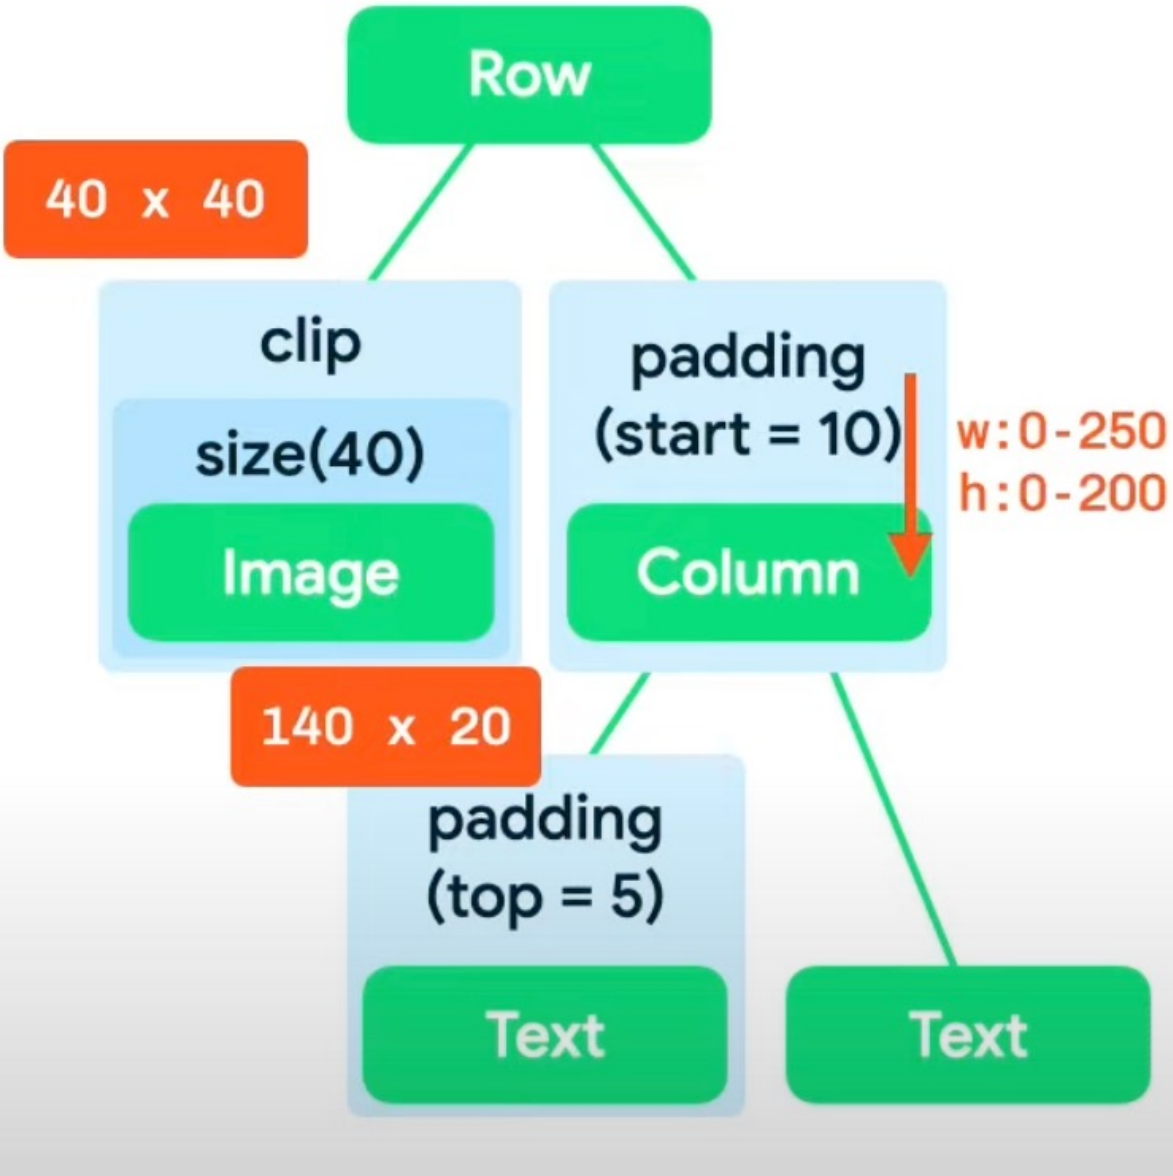 Row
40 x 40
clip
size(40)
Image
padding
(start = 10)
Column
w:0-250
h:0-200
140 x 20
padding
(top = 5)
Text
Text